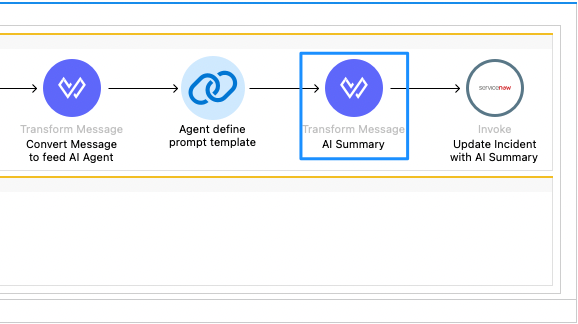 Transform Message
Convert Message
to feed AI Agent
Agent define
prompt template
Transform Message
AI Summary
servicenow
Invoke
Update Incident
with AI Summary